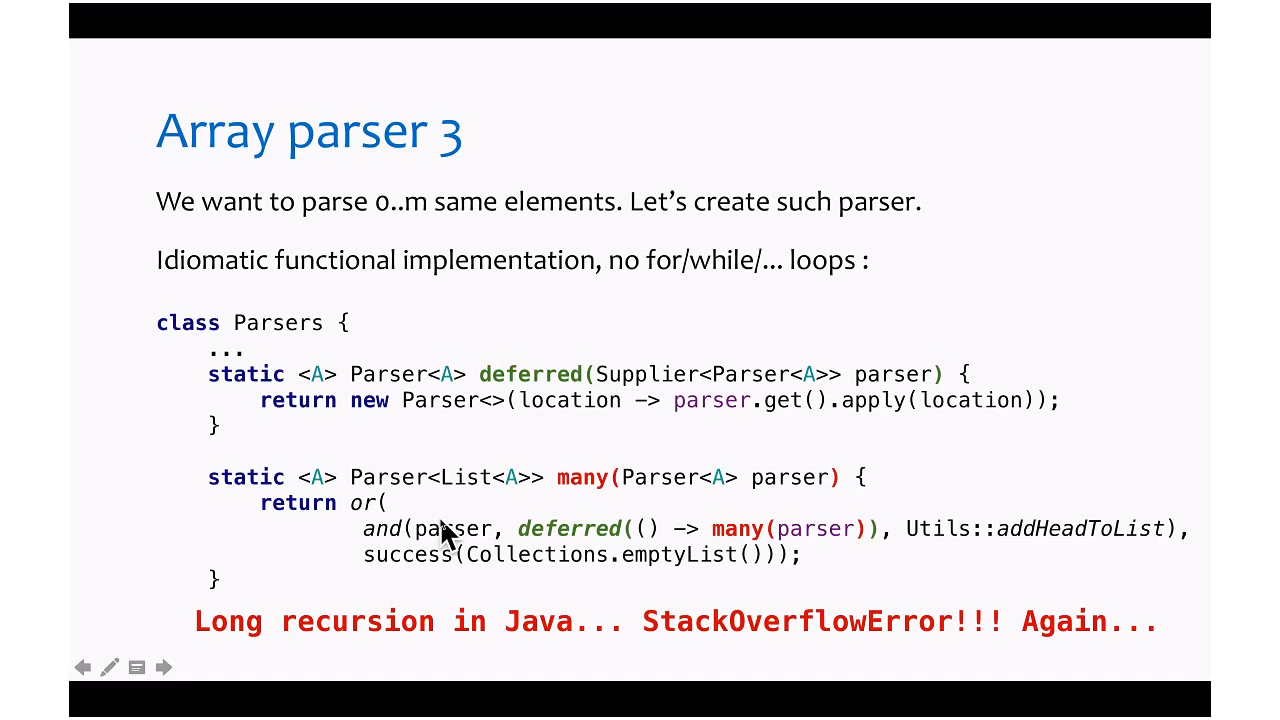 Array parser 3
We want to parse 0..m same elements. Let’s create such parser.
Idiomatic functional implementation, no for/while/... loops :
class Parsers {
...
static <A> Parser<A> deferred(Supplier<Parser<A>> parser) {
return new Parser<>(location -> parser.get().apply(location));
}
static <A> Parser<List<A>> many(Parser<A> parser) {
return or(
and(parser, deferred(() -> many(parser)), Utils::addHeadToList),
success(Collections.emptyList()));
}
Long recursion in Java... StackOverflowError!!! Again...